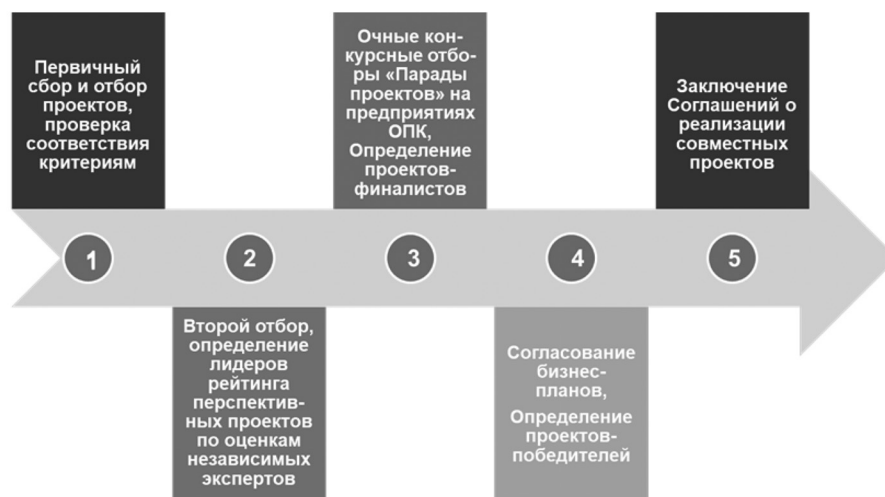 Первичный
сбор и отбор
проектов,
проверка
соответствия
критериям
1
Второй отбор,
определение
лидеров
рейтинга
перспектив-
ных проектов
по оценкам
независимых
экспертов
2
Очные кон-
курсные отбо-
ры «Парады
проектов» на
предприятиях
ОПК,
Определение
проектов-
финалистов
3
Согласование
бизнес-
планов,
Определение
проектов-
победителей
4
Заключение
Соглашений о
реализации
совместных
проектов
5